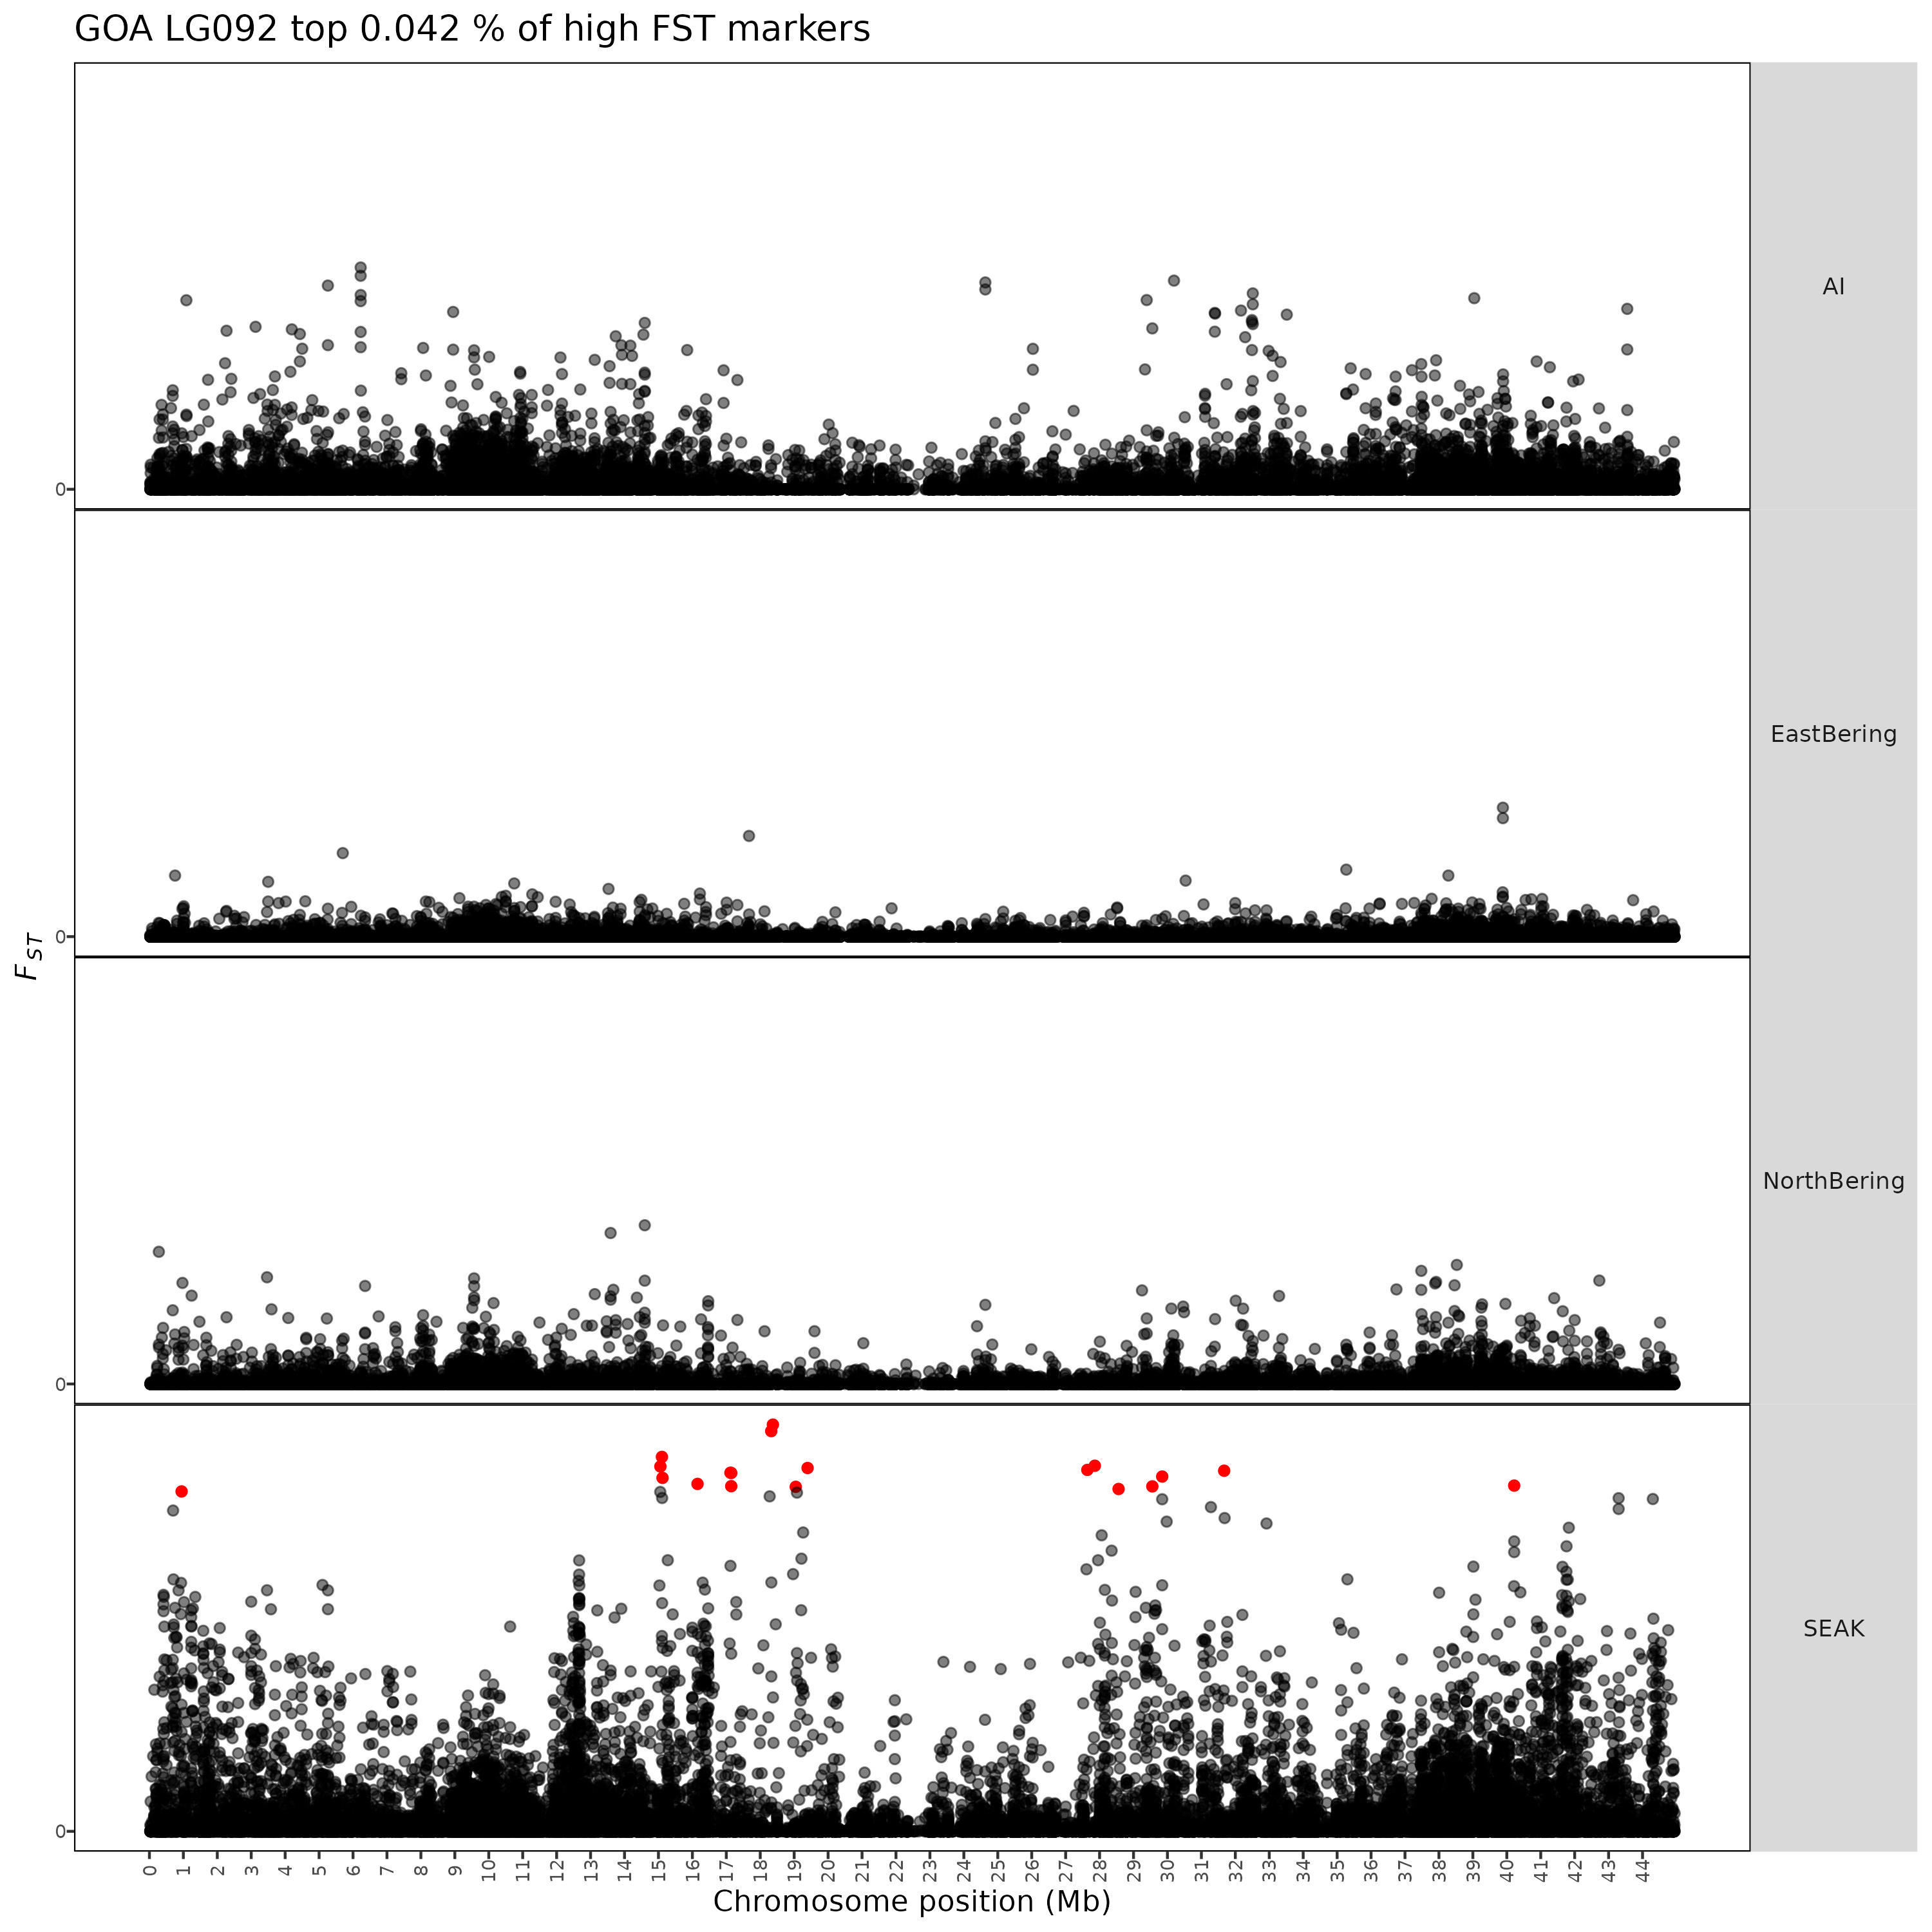 GOA LG092 top 0.042 % of high FST markers
AI
0
EastBering
0
FST
NorthBering
0
SEAK
0
0 1 2 3 4 5 6 7 8 9 10 11 12 13 14 15 16 17 18 19 20 21 22 23 24 25 26 27 28 29 30 31 32 33 34 35 36 37 38 39 40 41 42 43 44
Chromosome position (Mb)